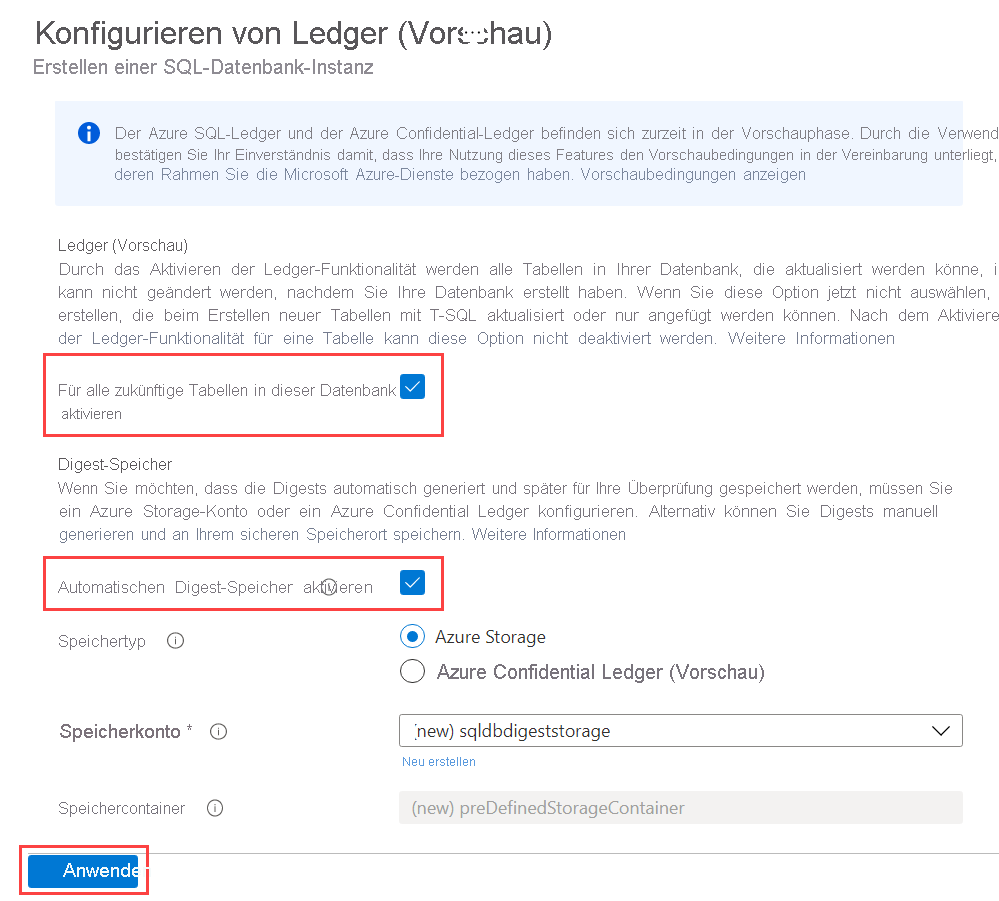 Konfigurieren von Ledger (Vorschau)
Erstellen einer SQL-Datenbank-Instanz
Der Azure SQL-Ledger und der Azure Confidential-Ledger befinden sich zurzeit in der Vorschauphase. Durch die Verwend
bestätigen Sie Ihr Einverständnis damit, dass Ihre Nutzung dieses Features den Vorschaubedingungen in der Vereinbarung unterliegt,
deren Rahmen Sie die Microsoft Azure-Dienste bezogen haben. Vorschaubedingungen anzeigen
Ledger (Vorschau)
Durch das Aktivieren der Ledger-Funktionalität werden alle Tabellen in Ihrer Datenbank, die aktualisiert werden könne, i
kann nicht geändert werden, nachdem Sie Ihre Datenbank erstellt haben. Wenn Sie diese Option jetzt nicht auswählen,
erstellen, die beim Erstellen neuer Tabellen mit T-SQL aktualisiert oder nur angefügt werden können. Nach dem Aktiviere
der Ledger-Funktionalität für eine Tabelle kann diese Option nicht deaktiviert werden. Weitere Informationen
Für alle zukünftige Tabellen in dieser Datenbank
aktivieren
Digest-Speicher
Wenn Sie möchten, dass die Digests automatisch generiert und später für Ihre Überprüfung gespeichert werden, müssen Sie
ein Azure Storage-Konto oder ein Azure Confidential Ledger konfigurieren. Alternativ können Sie Digests manuell
generieren und an Ihrem sicheren Speicherort speichern. Weitere Informationen
Automatischen Digest-Speicher aktivieren
Speichertyp
Azure Storage
Azure Confidential Ledger (Vorschau)
Speicherkonto *
(new) sqldbdigeststorage
Neu erstellen
Speichercontainer
(new) preDefinedStorageContainer
Anwenden